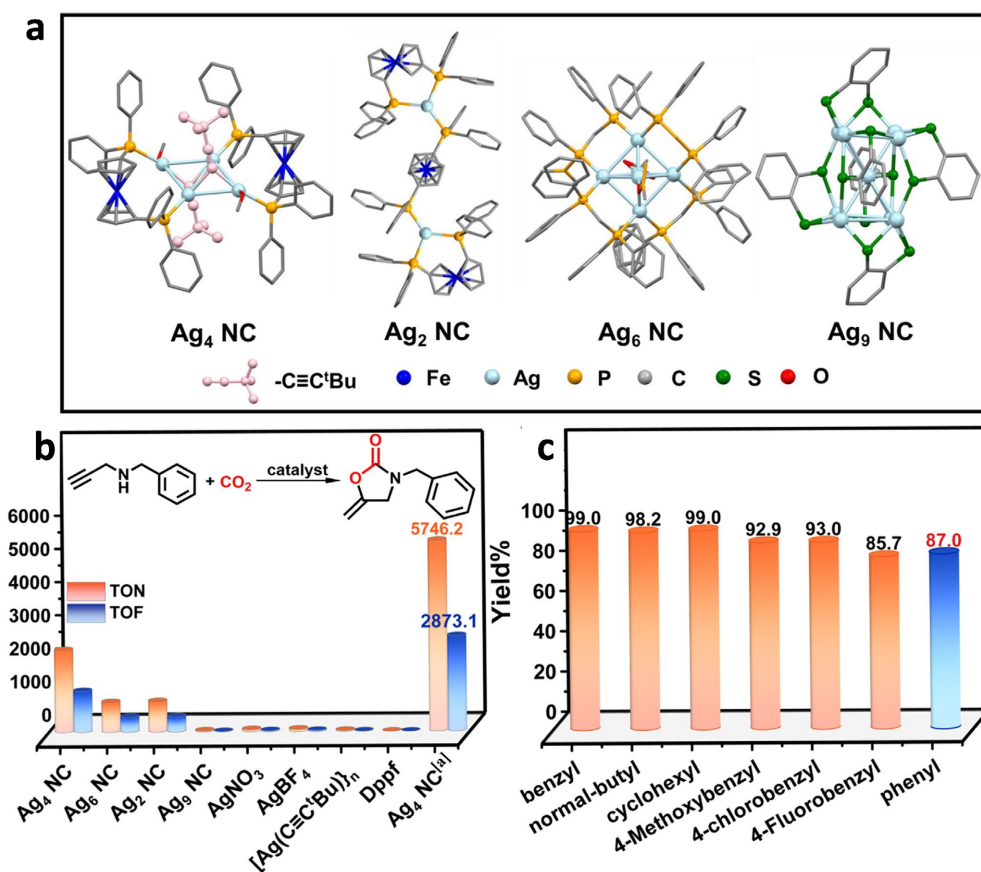 a
Ag₄ NC
Ag₂ NC
Ag₆ NC
Ag₉ NC
-C≡CᵗBu
Fe
Ag
P
C
S
O
b
N
H
+ CO₂
catalyst
O
O
N
6000
5000
4000
3000
2000
1000
0
TON
TOF
5746.2
2873.1
Ag₄ NC
Ag₆ NC
Ag₂ NC
Ag₉ NC
AgNO₃
AgBF₄
[Ag(C≡CᵗBu)}ₙ
Dppf
Ag₄ NC[a]
c
Yield%
100
80
60
40
20
0
99.0
98.2
99.0
92.9
93.0
85.7
87.0
benzyl
normal-butyl
cyclohexyl
4-Methoxybenzyl
4-chlorobenzyl
4-Fluorobenzyl
phenyl